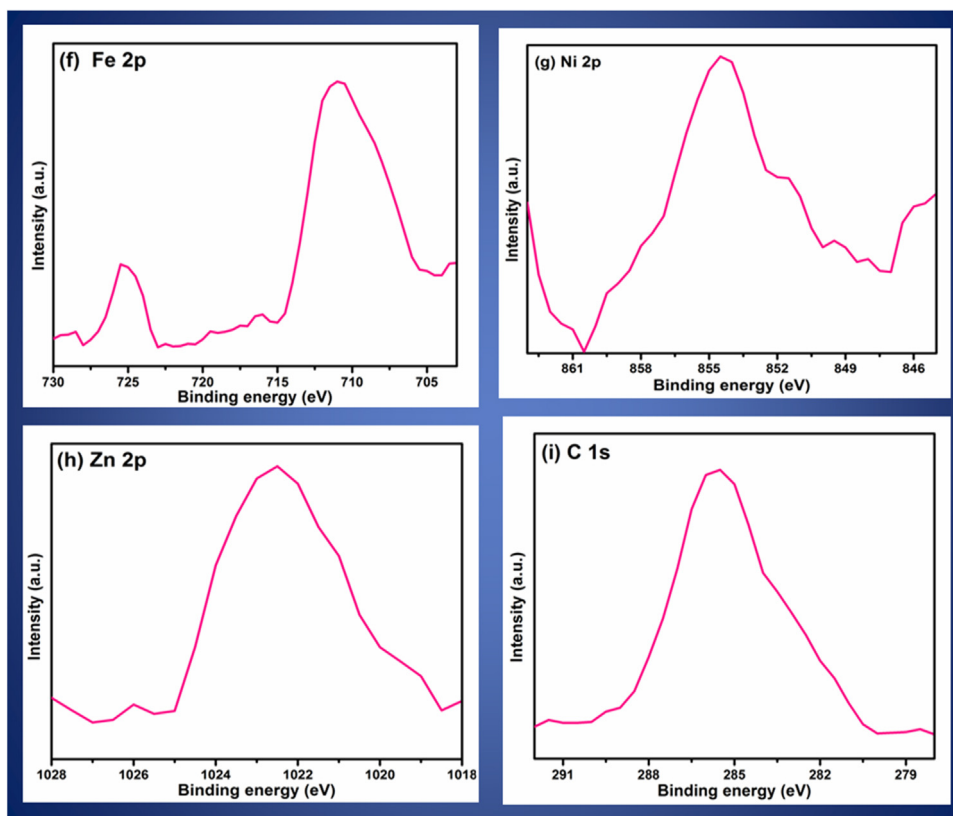 (f) Fe 2p
Intensity (a.u.)
730 725 720 715 710 705
Binding energy (eV)
(g) Ni 2p
Intensity (a.u.)
861 858 855 852 849 846
Binding energy (eV)
(h) Zn 2p
Intensity (a.u.)
1028 1026 1024 1022 1020 1018
Binding energy (eV)
(i) C 1s
Intensity (a.u.)
291 288 285 282 279
Binding energy (eV)